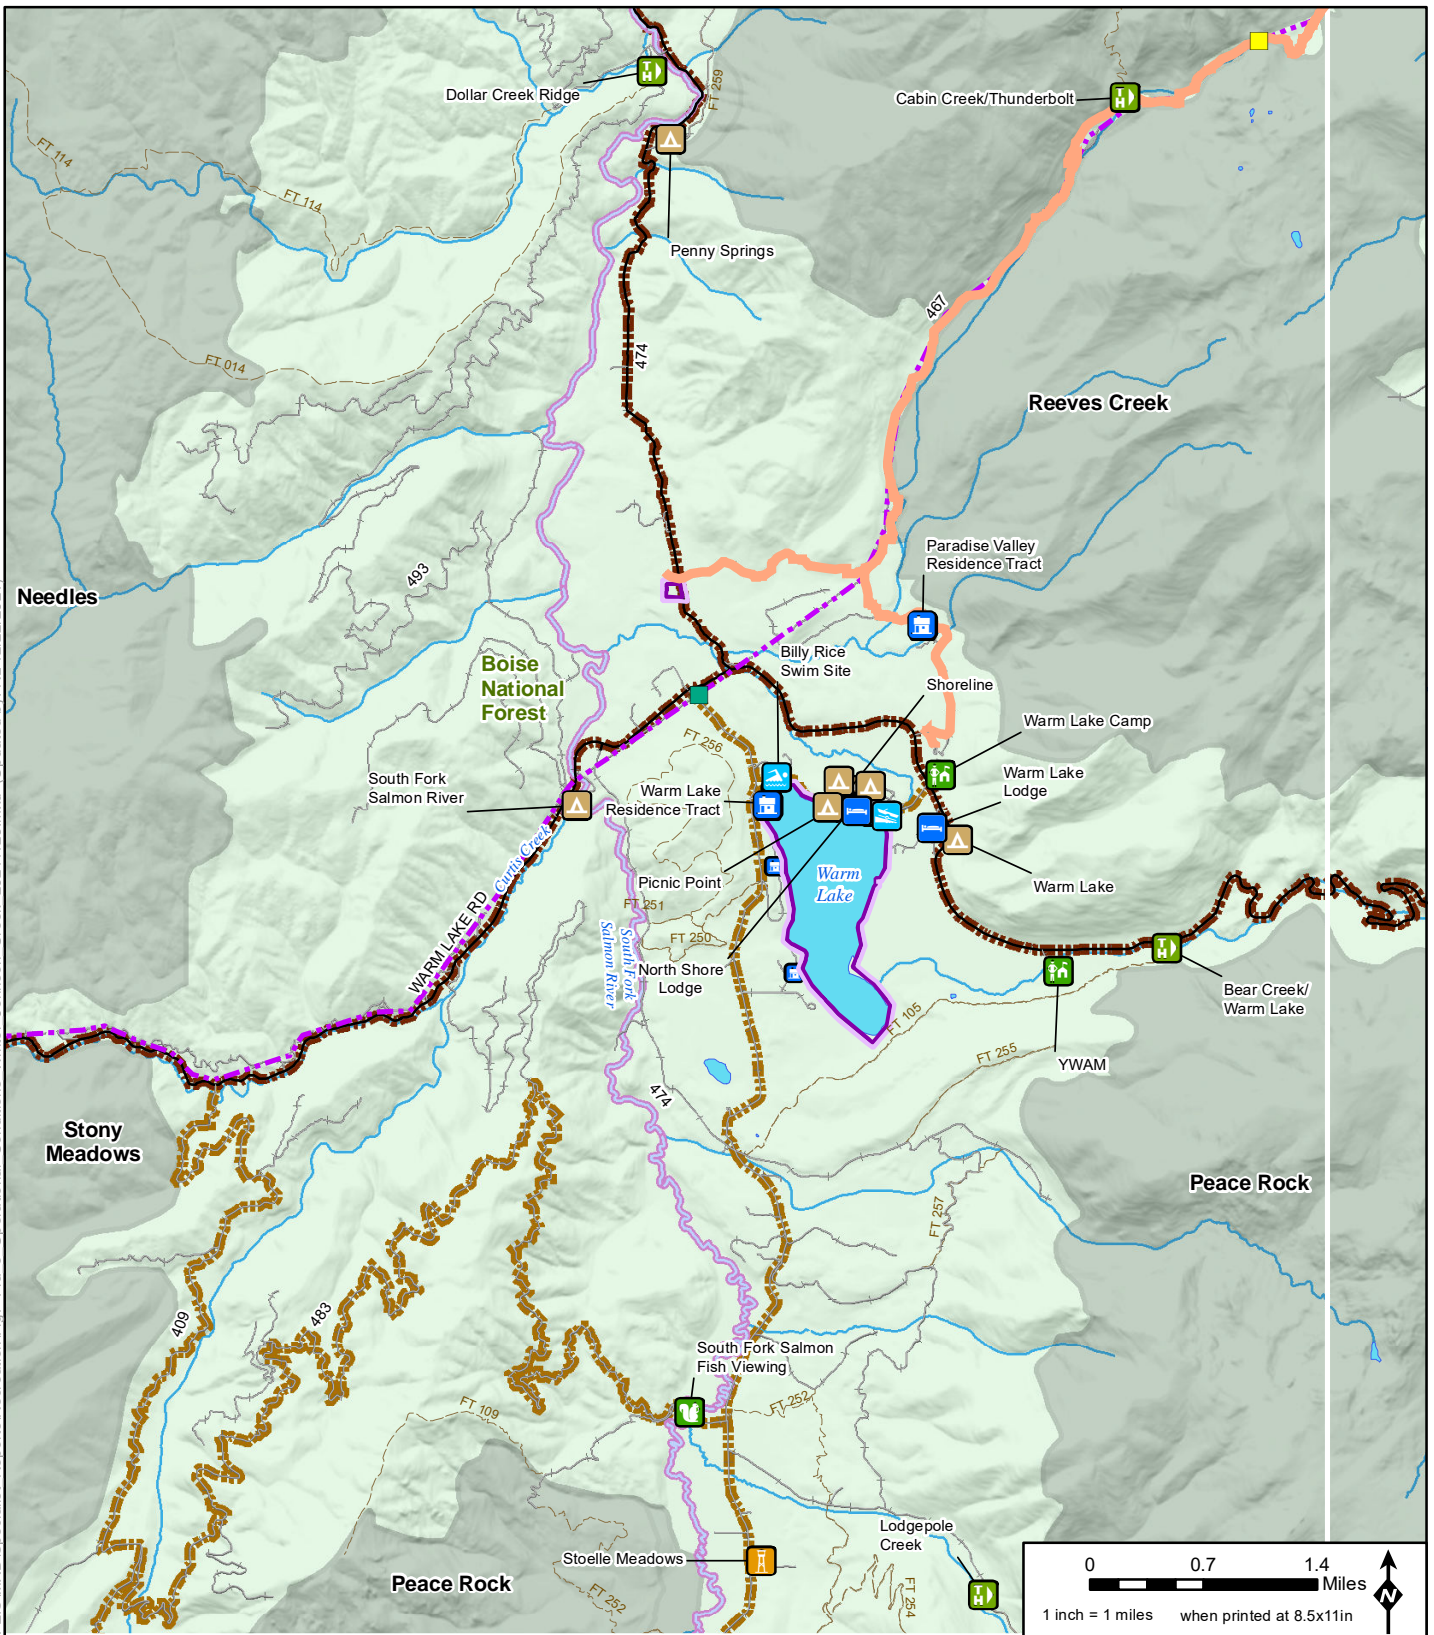 Dollar Creek Ridge
FT 259
Cabin Creek/Thunderbolt
FT 114
FT 114
Penny Springs
467
474
FT 014
Reeves Creek
Paradise Valley
Residence Tract
493
Needles
Billy Rice
Swim Site
Boise
National
Forest
Shoreline
Warm Lake Camp
FT 256
South Fork
Salmon River
Warm Lake
Residence Tract
Warm Lake
Lodge
Curtis Creek
Picnic Point
Warm
Lake
Warm Lake
WARM LAKE RD
FT 251
FT 250
South Fork
Salmon River
North Shore
Lodge
Bear Creek/
Warm Lake
FT 105
FT 255
YWAM
474
Stony
Meadows
Peace Rock
FT 257
409
483
South Fork Salmon
Fish Viewing
FT 109
FT 252
Lodgepole
Creek
Stoelle Meadows
Peace Rock
FT 252
FT 254
0 0.7 1.4
Miles
N
1 inch = 1 miles when printed at 8.5x11in